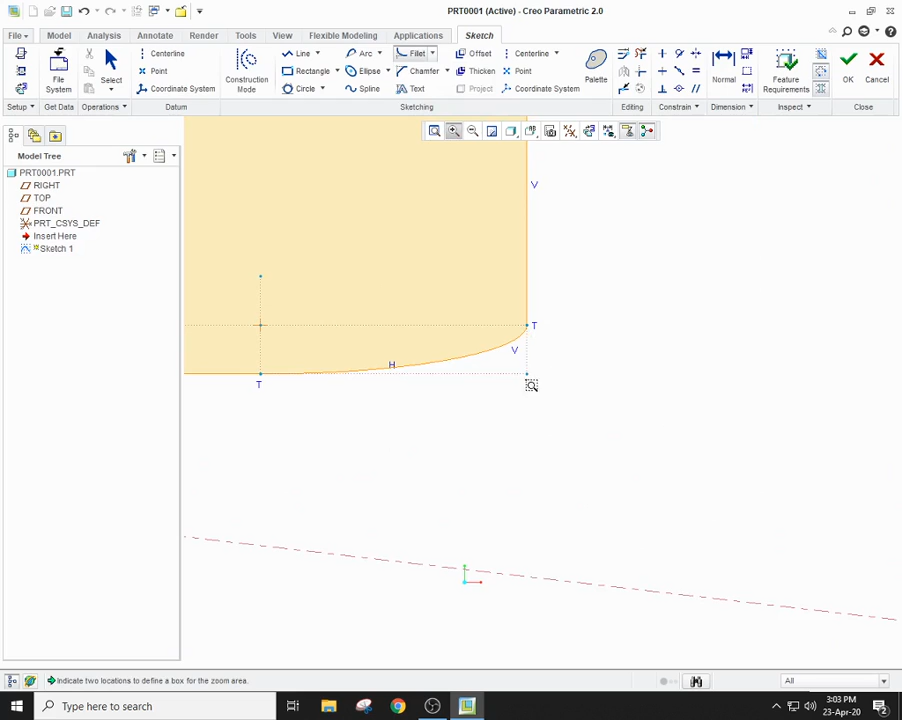 PRT0001 (Active) - Creo Parametric 2.0
File Model Analysis Annotate Render Tools View Flexible Modeling Applications Sketch
File System
Select
Centerline
Point
Coordinate System
Construction Mode
Line Arc Fillet Offset Centerline
Rectangle Ellipse Chamfer Thicken Point
Circle Spline Text Project Coordinate System
Palette
Normal
Feature Requirements
OK Cancel
Setup Get Data Operations Datum Sketching Editing Constrain Dimension Inspect Close
Model Tree
PRT0001.PRT
RIGHT
TOP
FRONT
PRT_CSYS_DEF
Insert Here
Sketch 1
V
T
V
H
T
Indicate two locations to define a box for the zoom area.
All
Type here to search
3:03 PM
23-Apr-20
2